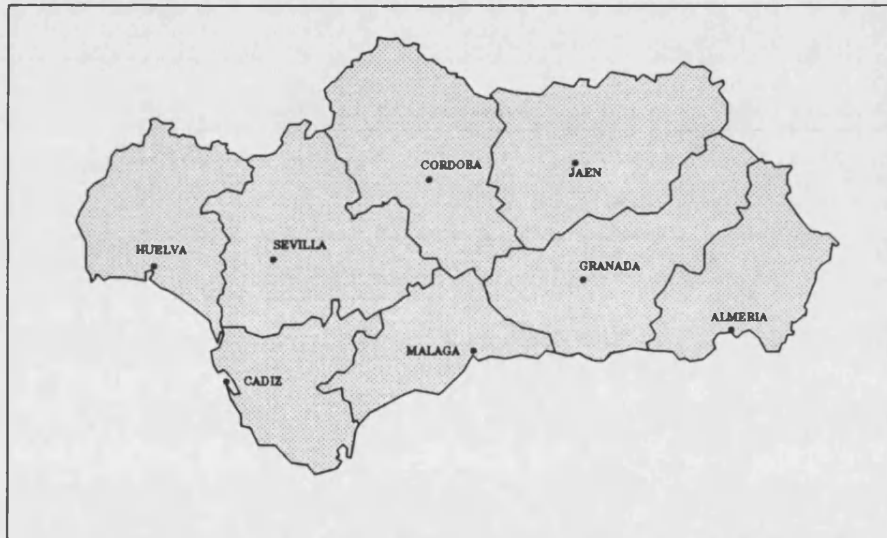 CORDOBA
JAEN
HUELVA
SEVILLA
GRANADA
ALMERIA
MALAGA
CADIZ